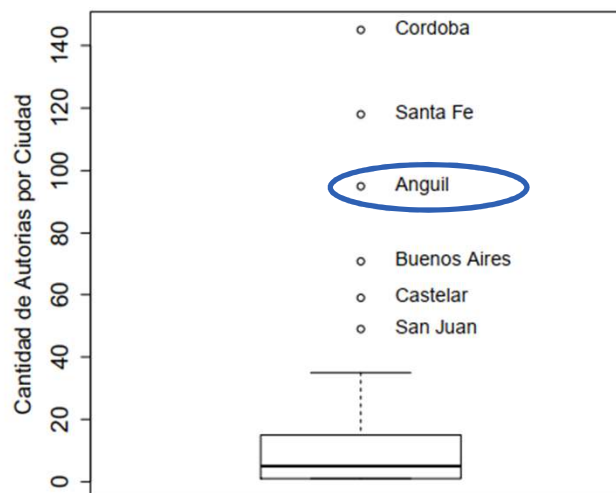 Cantidad de Autorias por Ciudad
140
120
100
80
60
40
20
0
Cordoba
Santa Fe
Anguil
Buenos Aires
Castelar
San Juan